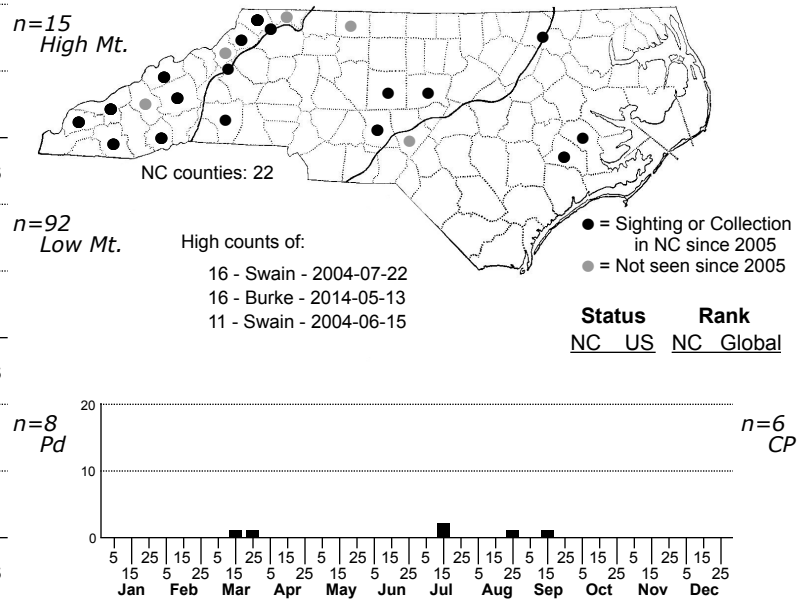 n=15
High Mt.
NC counties: 22
n=92
Low Mt.
High counts of:
16 - Swain - 2004-07-22
16 - Burke - 2014-05-13
11 - Swain - 2004-06-15
= Sighting or Collection
in NC since 2005
= Not seen since 2005
Status Rank
NC US NC Global
n=8
Pd
n=6
CP
20
10
0
5 25 15 5 25 15 5 25 15 5 25 15 5 25 15 5 25 15
15 5 25 15 5 25 15 5 25 15 5 25 15 5 25 15 5 25
Jan Feb Mar Apr May Jun Jul Aug Sep Oct Nov Dec